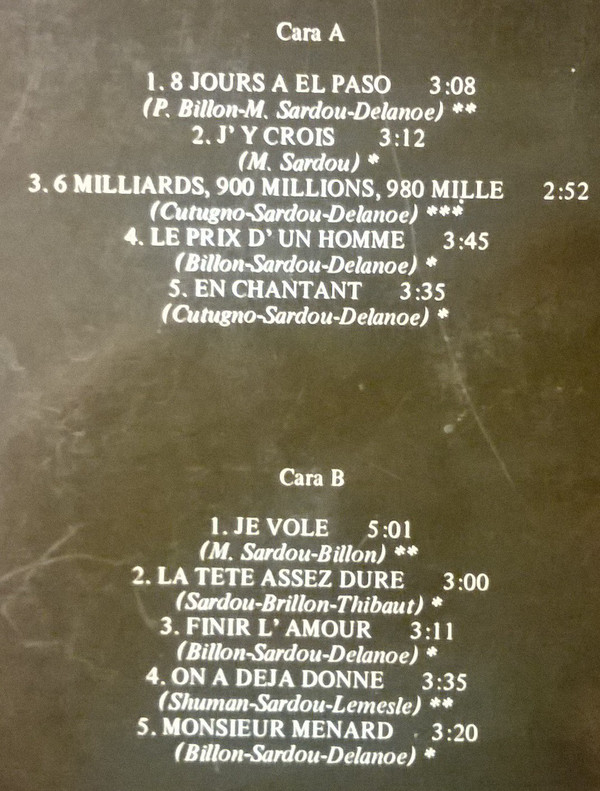 Cara A
1. 8 JOURS A EL PASO 3:08
(P. Billon-M. Sardou-Delanoe) **
2. J' Y CROIS 3:12
(M. Sardou) *
3. 6 MILLIARDS, 900 MILLIONS, 980 MILLE 2:52
(Cutugno-Sardou-Delanoe) ***
4. LE PRIX D' UN HOMME 3:45
(Billon-Sardou-Delanoe) *
5. EN CHANTANT 3:35
(Cutugno-Sardou-Delanoe) *
Cara B
1. JE VOLE 5:01
(M. Sardou-Billon) **
2. LA TETE ASSEZ DURE 3:00
(Sardou-Brillon-Thibaut) *
3. FINIR L' AMOUR 3:11
(Billon-Sardou-Delanoe) *
4. ON A DEJA DONNE 3:35
(Shuman-Sardou-Lemesle) **
5. MONSIEUR MENARD 3:20
(Billon-Sardou-Delanoe) *